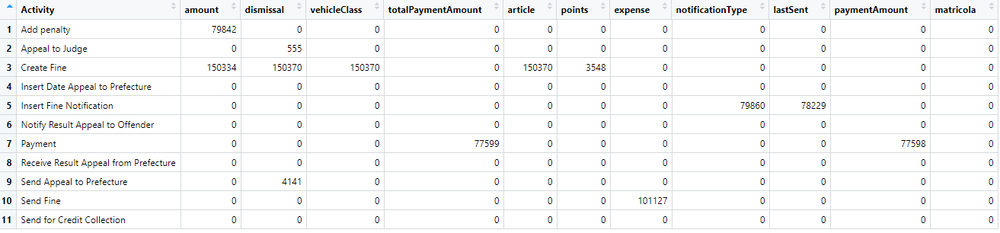 Activity amount dismissal vehicleClass totalPaymentAmount article points expense notificationType lastSent paymentAmount matricola
1 Add penalty 79842 0 0 0 0 0 0 0 0 0 0
2 Appeal to Judge 0 555 0 0 0 0 0 0 0 0 0
3 Create Fine 150334 150370 150370 0 150370 3548 0 0 0 0 0
4 Insert Date Appeal to Prefecture 0 0 0 0 0 0 0 0 0 0 0
5 Insert Fine Notification 0 0 0 0 0 0 0 79860 78229 0 0
6 Notify Result Appeal to Offender 0 0 0 0 0 0 0 0 0 0 0
7 Payment 0 0 0 77599 0 0 0 0 0 77598 0
8 Receive Result Appeal from Prefecture 0 0 0 0 0 0 0 0 0 0 0
9 Send Appeal to Prefecture 0 4141 0 0 0 0 0 0 0 0 0
10 Send Fine 0 0 0 0 0 0 101127 0 0 0 0
11 Send for Credit Collection 0 0 0 0 0 0 0 0 0 0 0